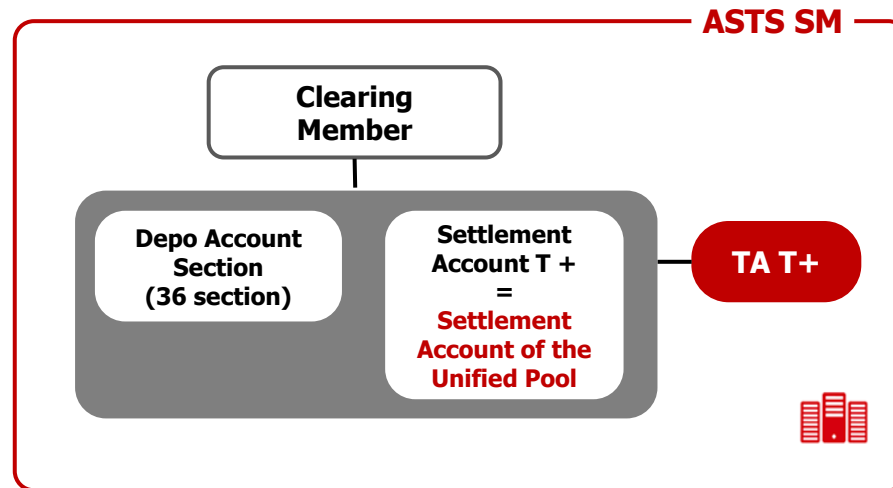 ASTS SM
Clearing
Member
Depo Account
Section
(36 section)
Settlement
Account T +
=
Settlement
Account of the
Unified Pool
TA T+